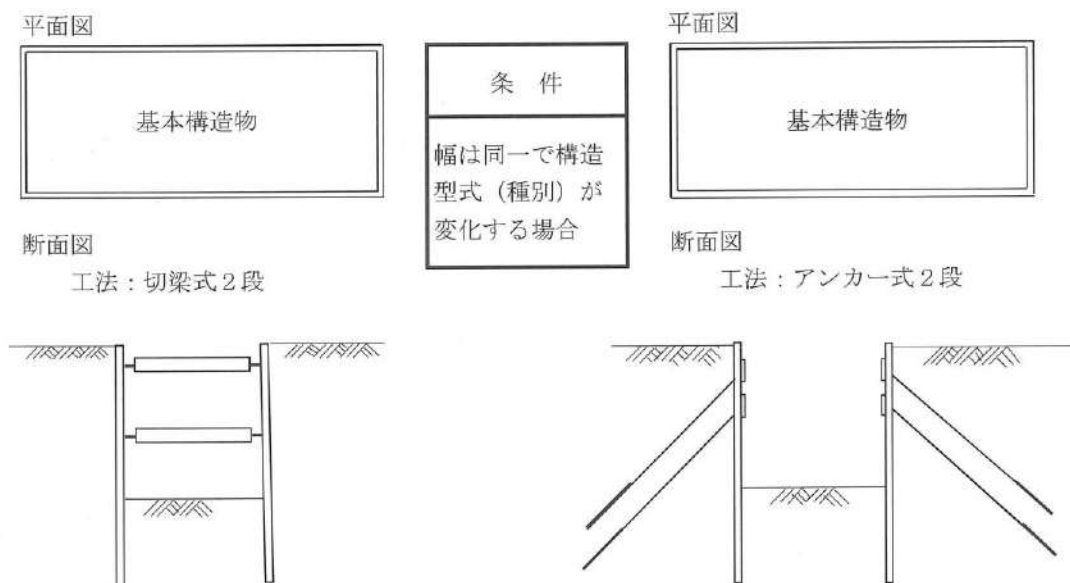 平面図
基本構造物
断面図
工法：切梁式２段
条　件
幅は同一で構造
型式（種別）が
変化する場合
平面図
基本構造物
断面図
工法：アンカー式２段